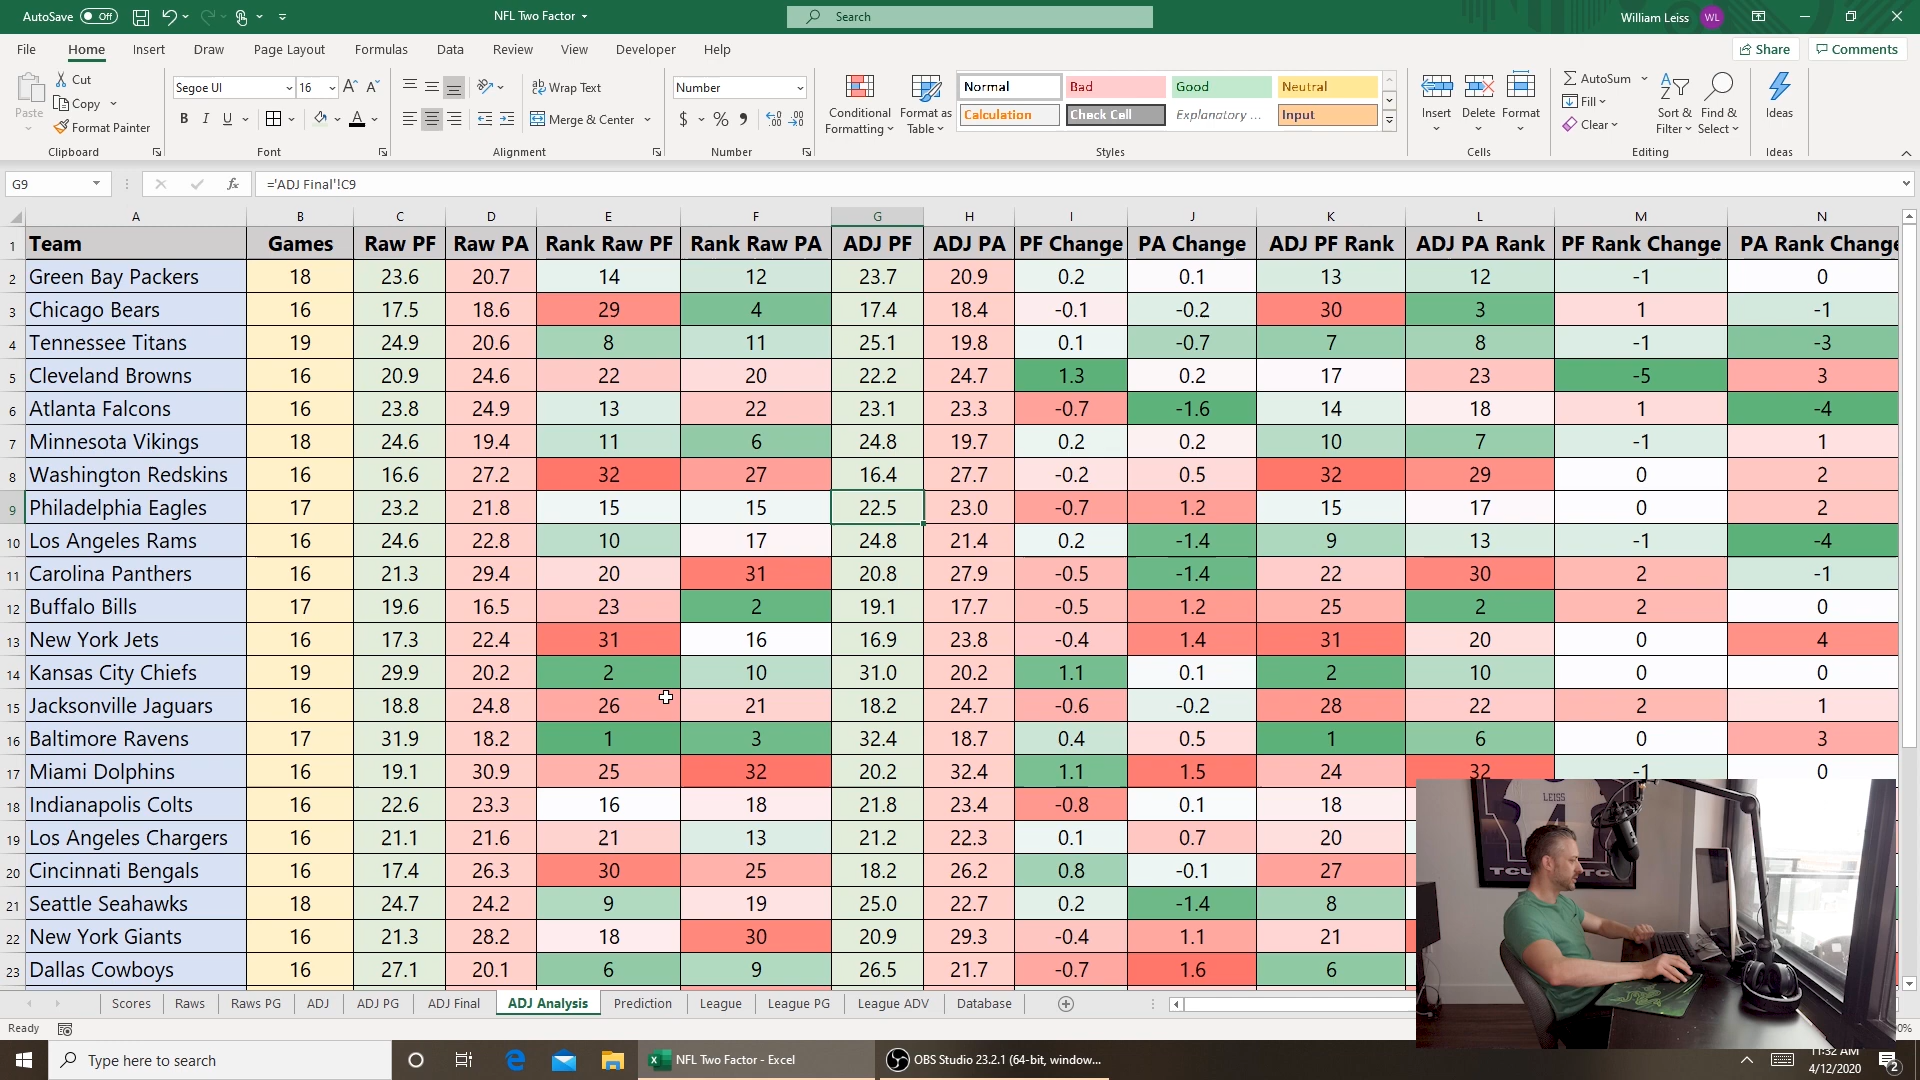 AutoSave Off NFL Two Factor Search William Leiss WL
File Home Insert Draw Page Layout Formulas Data Review View Developer Help Share Comments
Paste Cut Copy Format Painter Clipboard
Segoe UI 16 B I U A Font
Wrap Text Merge & Center Alignment
Number $ % Number
Conditional Formatting Format as Table Normal Bad Good Neutral Calculation Check Cell Explanatory ... Input Styles
Insert Delete Format Cells
AutoSum Fill Clear Sort & Filter Find & Select Editing
Ideas Ideas
G9 fx ='ADJ Final'!C9
A B C D E F G H I J K L M N
1 Team Games Raw PF Raw PA Rank Raw PF Rank Raw PA ADJ PF ADJ PA PF Change PA Change ADJ PF Rank ADJ PA Rank PF Rank Change PA Rank Change
2 Green Bay Packers 18 23.6 20.7 14 12 23.7 20.9 0.2 0.1 13 12 -1 0
3 Chicago Bears 16 17.5 18.6 29 4 17.4 18.4 -0.1 -0.2 30 3 1 -1
4 Tennessee Titans 19 24.9 20.6 8 11 25.1 19.8 0.1 -0.7 7 8 -1 -3
5 Cleveland Browns 16 20.9 24.6 22 20 22.2 24.7 1.3 0.2 17 23 -5 3
6 Atlanta Falcons 16 23.8 24.9 13 22 23.1 23.3 -0.7 -1.6 14 18 1 -4
7 Minnesota Vikings 18 24.6 19.4 11 6 24.8 19.7 0.2 0.2 10 7 -1 1
8 Washington Redskins 16 16.6 27.2 32 27 16.4 27.7 -0.2 0.5 32 29 0 2
9 Philadelphia Eagles 17 23.2 21.8 15 15 22.5 23.0 -0.7 1.2 15 17 0 2
10 Los Angeles Rams 16 24.6 22.8 10 17 24.8 21.4 0.2 -1.4 9 13 -1 -4
11 Carolina Panthers 16 21.3 29.4 20 31 20.8 27.9 -0.5 -1.4 22 30 2 -1
12 Buffalo Bills 17 19.6 16.5 23 2 19.1 17.7 -0.5 1.2 25 2 2 0
13 New York Jets 16 17.3 22.4 31 16 16.9 23.8 -0.4 1.4 31 20 0 4
14 Kansas City Chiefs 19 29.9 20.2 2 10 31.0 20.2 1.1 0.1 2 10 0 0
15 Jacksonville Jaguars 16 18.8 24.8 26 21 18.2 24.7 -0.6 -0.2 28 22 2 1
16 Baltimore Ravens 17 31.9 18.2 1 3 32.4 18.7 0.4 0.5 1 6 0 3
17 Miami Dolphins 16 19.1 30.9 25 32 20.2 32.4 1.1 1.5 24 32 -1 0
18 Indianapolis Colts 16 22.6 23.3 16 18 21.8 23.4 -0.8 0.1 18
19 Los Angeles Chargers 16 21.1 21.6 21 13 21.2 22.3 0.1 0.7 20
20 Cincinnati Bengals 16 17.4 26.3 30 25 18.2 26.2 0.8 -0.1 27
21 Seattle Seahawks 18 24.7 24.2 9 19 25.0 22.7 0.2 -1.4 8
22 New York Giants 16 21.3 28.2 18 30 20.9 29.3 -0.4 1.1 21
23 Dallas Cowboys 16 27.1 20.1 6 9 26.5 21.7 -0.7 1.6 6
LEISS
4
TCU
Scores Raws Raws PG ADJ ADJ PG ADJ Final ADJ Analysis Prediction League League PG League ADV Database
Ready
Type here to search NFL Two Factor - Excel OBS Studio 23.2.1 (64-bit, window... 11:32 AM
4/12/2020 2